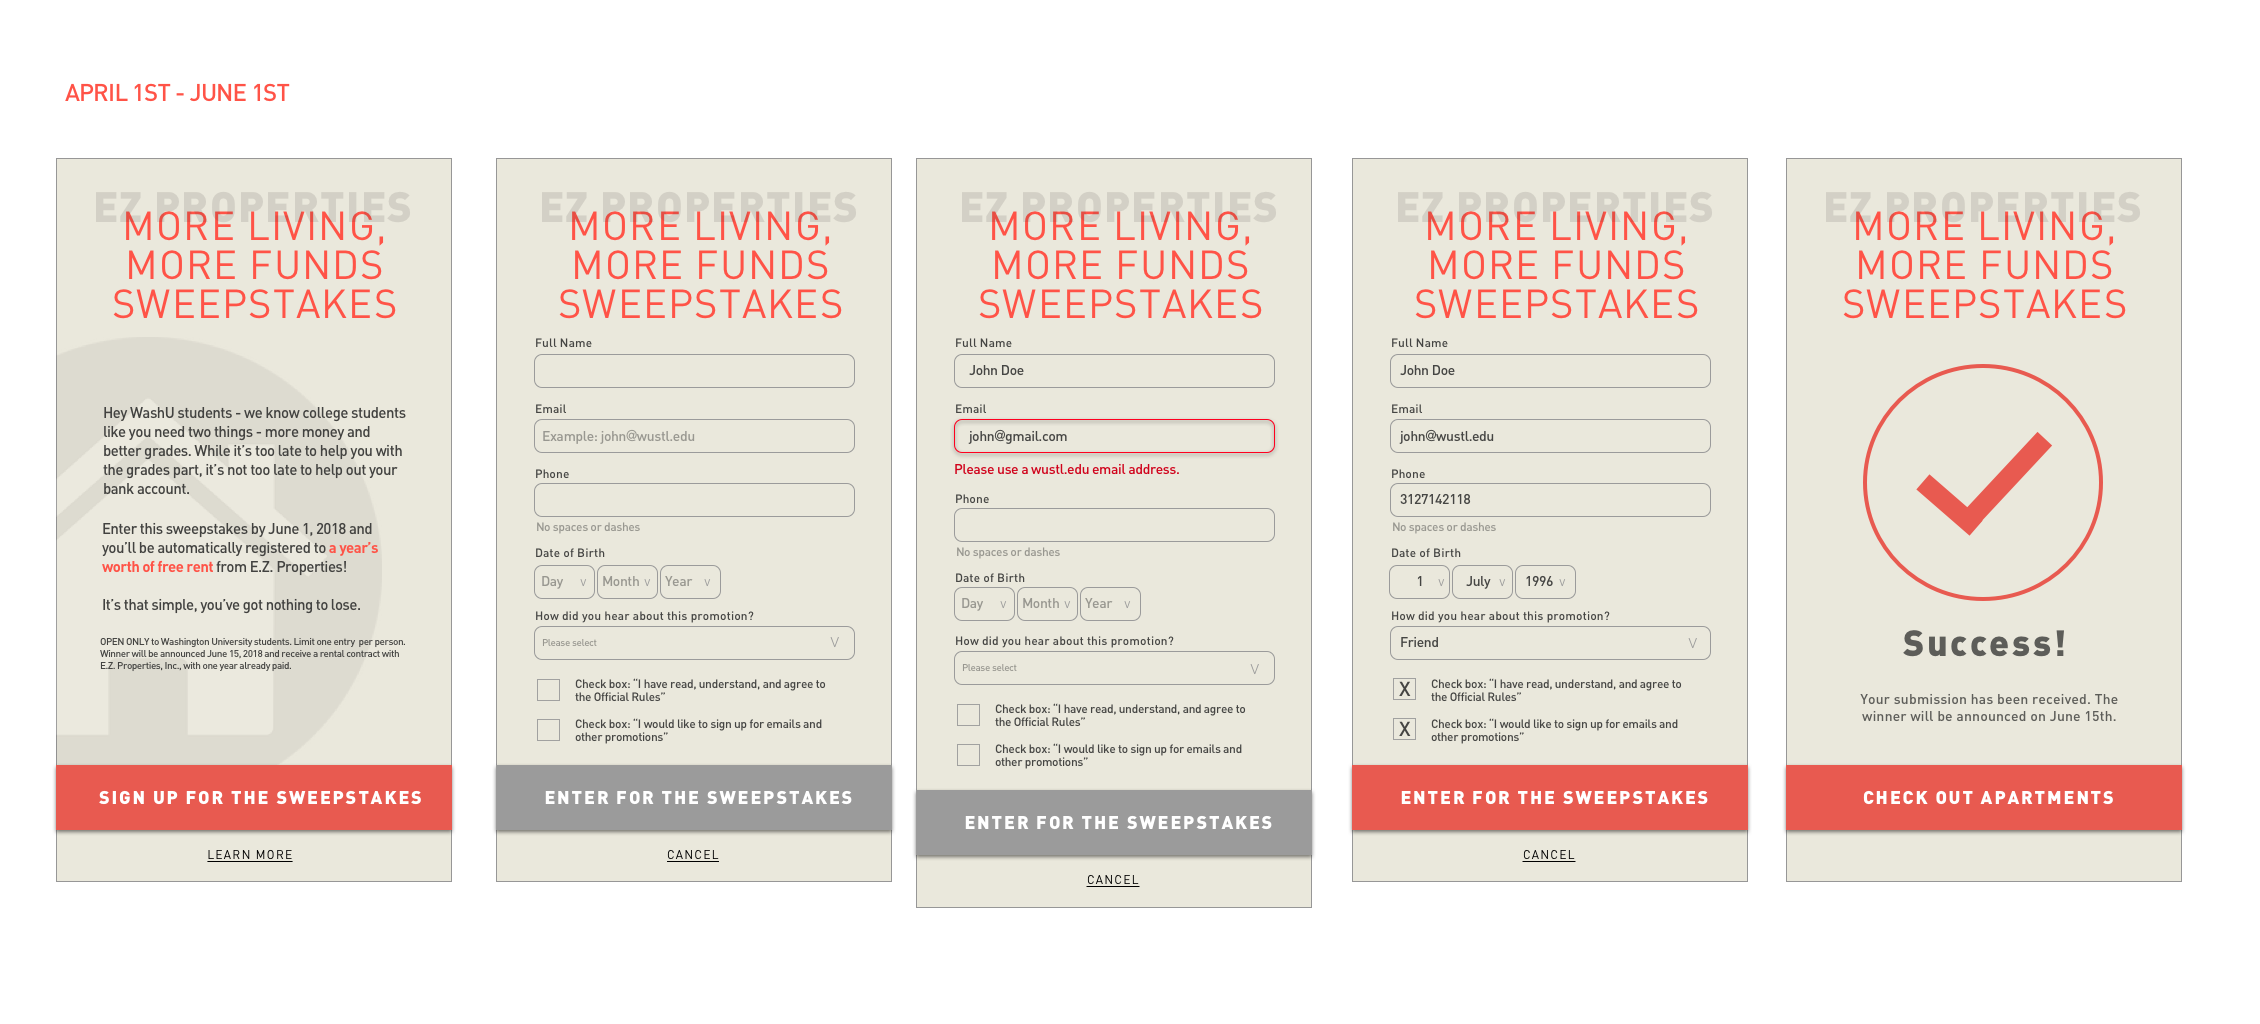 APRIL 1ST - JUNE 1ST
EZ PROPERTIES
MORE LIVING,
MORE FUNDS
SWEEPSTAKES
Hey WashU students - we know college students
like you need two things - more money and
better grades. While it's too late to help you with
the grades part, it's not too late to help out your
bank account.
Enter this sweepstakes by June 1, 2018 and
you'll be automatically registered to a year's
worth of free rent from E.Z. Properties!
It's that simple, you've got nothing to lose.
OPEN ONLY to Washington University students. Limit one entry per person.
Winner will be announced June 15, 2018 and receive a rental contract with
E.Z. Properties, Inc., with one year already paid.
SIGN UP FOR THE SWEEPSTAKES
LEARN MORE
EZ PROPERTIES
MORE LIVING,
MORE FUNDS
SWEEPSTAKES
Full Name
Email
Example: john@wustl.edu
Phone
No spaces or dashes
Date of Birth
Day v Month v Year v
How did you hear about this promotion?
Please select V
Check box: "I have read, understand, and agree to
the Official Rules"
Check box: "I would like to sign up for emails and
other promotions"
ENTER FOR THE SWEEPSTAKES
CANCEL
EZ PROPERTIES
MORE LIVING,
MORE FUNDS
SWEEPSTAKES
Full Name
John Doe
Email
john@gmail.com
Please use a wustl.edu email address.
Phone
No spaces or dashes
Date of Birth
Day v Month v Year v
How did you hear about this promotion?
Please select V
Check box: "I have read, understand, and agree to
the Official Rules"
Check box: "I would like to sign up for emails and
other promotions"
ENTER FOR THE SWEEPSTAKES
CANCEL
EZ PROPERTIES
MORE LIVING,
MORE FUNDS
SWEEPSTAKES
Full Name
John Doe
Email
john@wustl.edu
Phone
3127142118
No spaces or dashes
Date of Birth
1 v July v 1996 v
How did you hear about this promotion?
Friend V
X Check box: "I have read, understand, and agree to
the Official Rules"
X Check box: "I would like to sign up for emails and
other promotions"
ENTER FOR THE SWEEPSTAKES
CANCEL
EZ PROPERTIES
MORE LIVING,
MORE FUNDS
SWEEPSTAKES
Success!
Your submission has been received. The
winner will be announced on June 15th.
CHECK OUT APARTMENTS